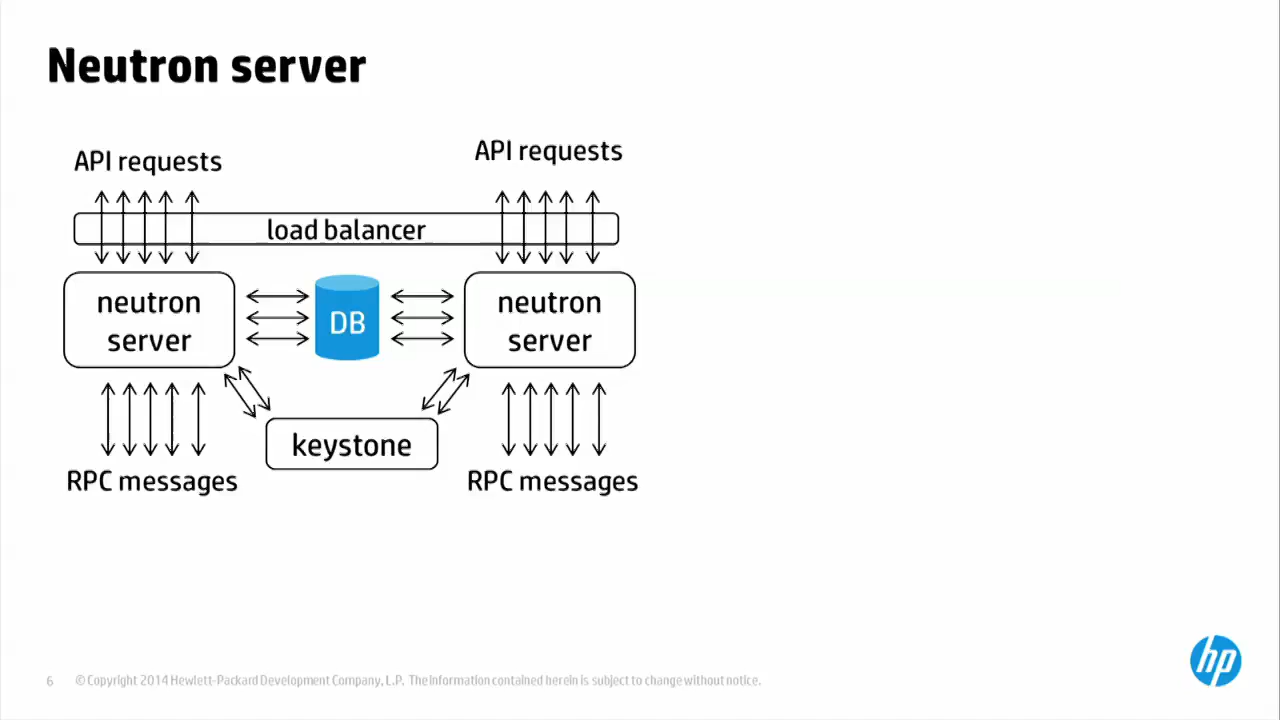 Neutron server
API requests
API requests
load balancer
neutron
server
DB
neutron
server
keystone
RPC messages
RPC messages
hp
6 © Copyright 2014 Hewlett-Packard Development Company, L.P. The information contained herein is subject to change without notice.